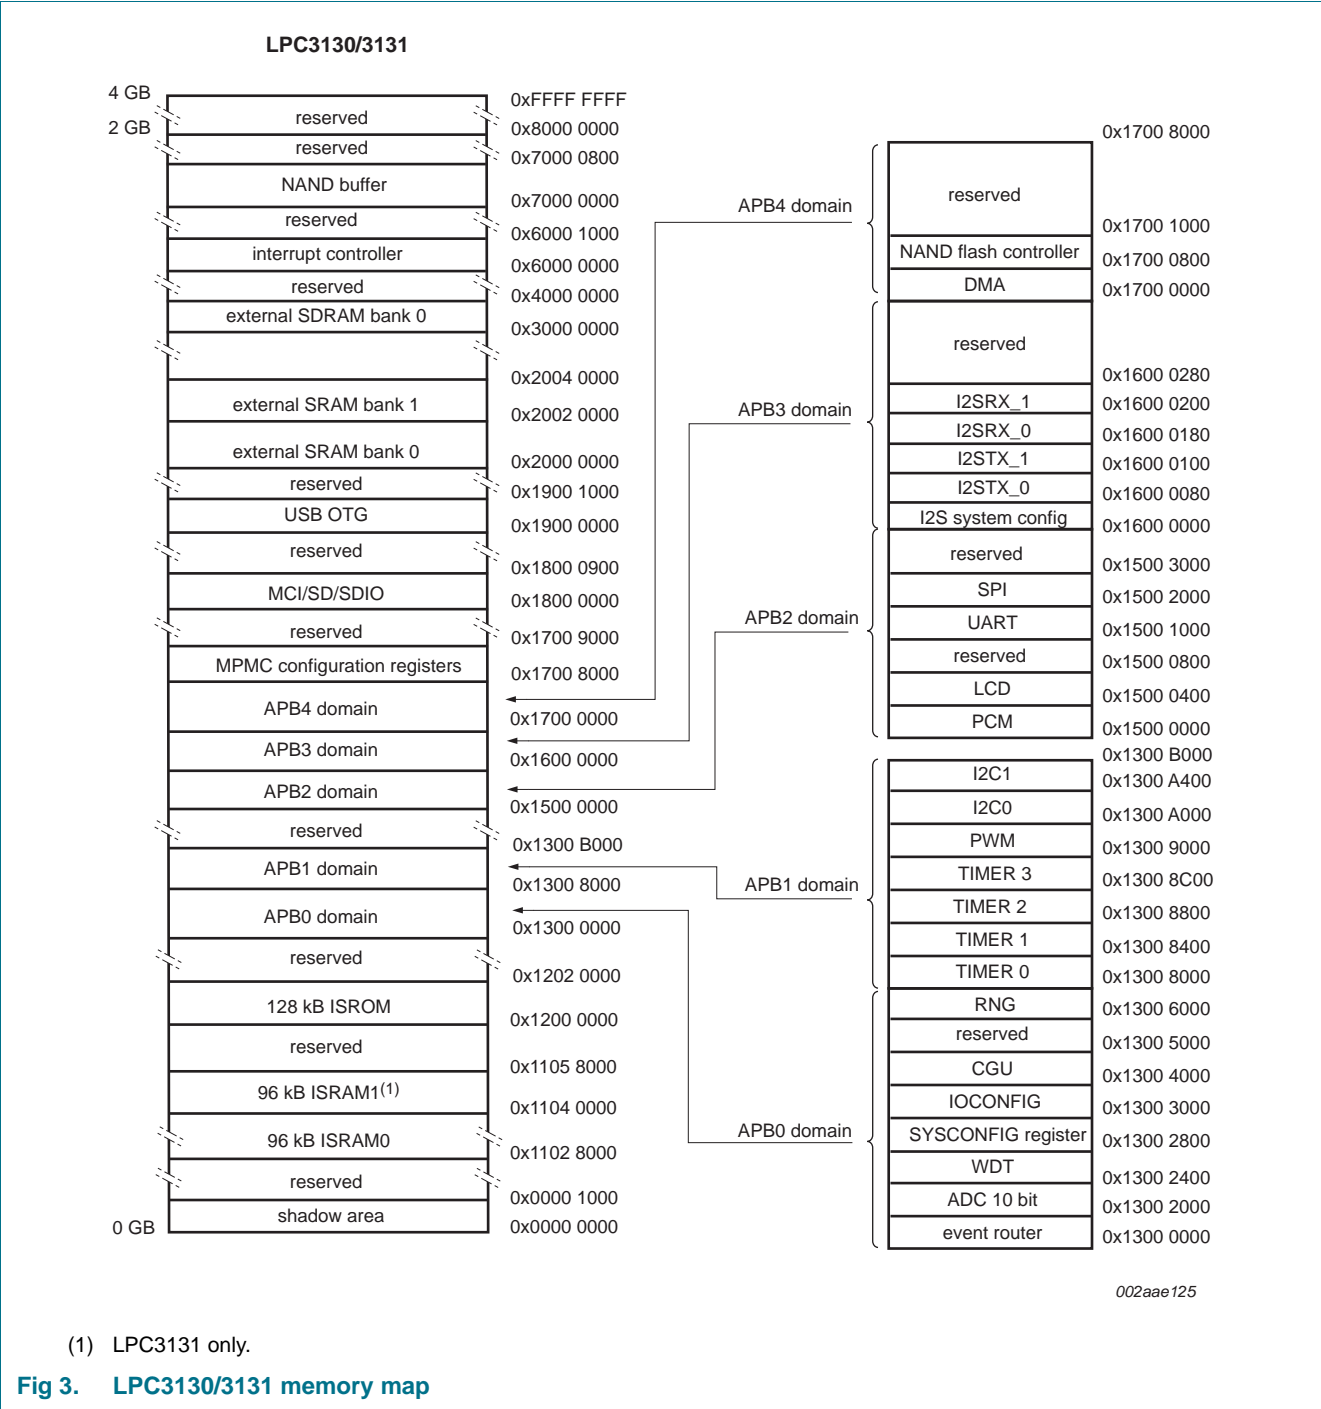 LPC3130/3131
4 GB
0xFFFF FFFF
reserved
2 GB
0x8000 0000
reserved
0x7000 0800
NAND buffer
0x7000 0000
reserved
0x6000 1000
interrupt controller
0x6000 0000
reserved
0x4000 0000
external SDRAM bank 0
0x3000 0000
0x2004 0000
external SRAM bank 1
0x2002 0000
external SRAM bank 0
0x2000 0000
reserved
0x1900 1000
USB OTG
0x1900 0000
reserved
0x1800 0900
MCI/SD/SDIO
0x1800 0000
reserved
0x1700 9000
MPMC configuration registers
0x1700 8000
APB4 domain
0x1700 0000
APB3 domain
0x1600 0000
APB2 domain
0x1500 0000
reserved
0x1300 B000
APB1 domain
0x1300 8000
APB0 domain
0x1300 0000
reserved
0x1202 0000
128 kB ISROM
0x1200 0000
reserved
0x1105 8000
96 kB ISRAM1(1)
0x1104 0000
96 kB ISRAM0
0x1102 8000
reserved
0x0000 1000
shadow area
0 GB
0x0000 0000
APB4 domain
0x1700 8000
reserved
0x1700 1000
NAND flash controller
0x1700 0800
DMA
0x1700 0000
APB3 domain
reserved
0x1600 0280
I2SRX_1
0x1600 0200
I2SRX_0
0x1600 0180
I2STX_1
0x1600 0100
I2STX_0
0x1600 0080
I2S system config
0x1600 0000
APB2 domain
reserved
0x1500 3000
SPI
0x1500 2000
UART
0x1500 1000
reserved
0x1500 0800
LCD
0x1500 0400
PCM
0x1500 0000
APB1 domain
0x1300 B000
I2C1
0x1300 A400
I2C0
0x1300 A000
PWM
0x1300 9000
TIMER 3
0x1300 8C00
TIMER 2
0x1300 8800
TIMER 1
0x1300 8400
TIMER 0
0x1300 8000
APB0 domain
RNG
0x1300 6000
reserved
0x1300 5000
CGU
0x1300 4000
IOCONFIG
0x1300 3000
SYSCONFIG register
0x1300 2800
WDT
0x1300 2400
ADC 10 bit
0x1300 2000
event router
0x1300 0000
002aae125
(1) LPC3131 only.
Fig 3. LPC3130/3131 memory map